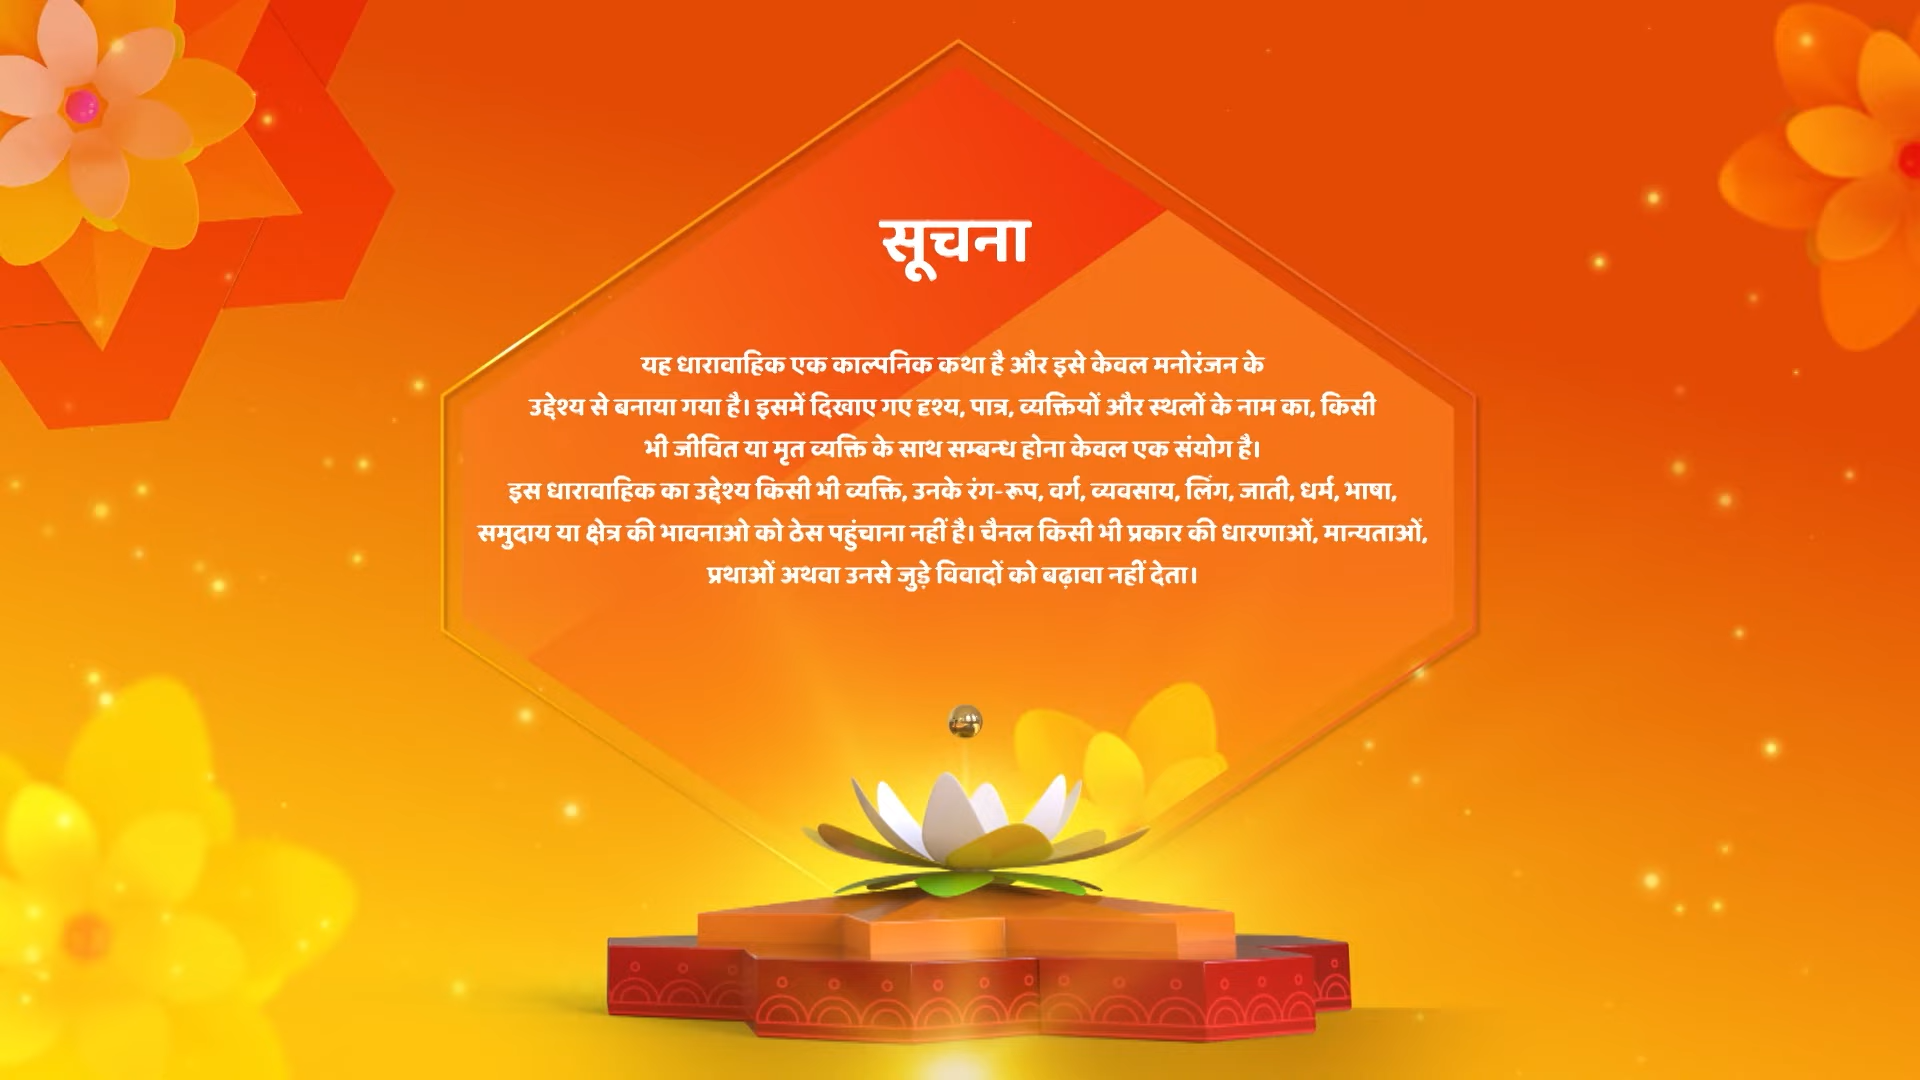 सूचना
यह धारावाहिक एक काल्पनिक कथा है और इसे केवल मनोरंजन के
उद्देश्य से बनाया गया है। इसमें दिखाए गए दृश्य, पात्र, व्यक्तियों और स्थलों के नाम का, किसी
भी जीवित या मृत व्यक्ति के साथ सम्बन्ध होना केवल एक संयोग है।
इस धारावाहिक का उद्देश्य किसी भी व्यक्ति, उनके रंग-रूप, वर्ग, व्यवसाय, लिंग, जाती, धर्म, भाषा,
समुदाय या क्षेत्र की भावनाओ को ठेस पहुंचाना नहीं है। चैनल किसी भी प्रकार की धारणाओं, मान्यताओं,
प्रथाओं अथवा उनसे जुड़े विवादों को बढ़ावा नहीं देता।